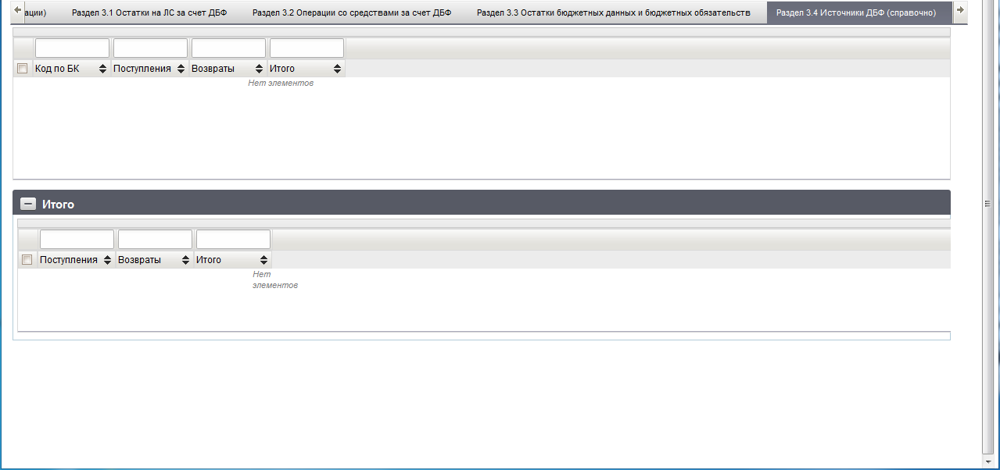 ации) Раздел 3.1 Остатки на ЛС за счет ДБФ Раздел 3.2 Операции со средствами за счет ДБФ Раздел 3.3 Остатки бюджетных данных и бюджетных обязательств Раздел 3.4 Источники ДБФ (справочно)
Код по БК Поступления Возвраты Итого
Нет элементов
Итого
Поступления Возвраты Итого
Нет
элементов